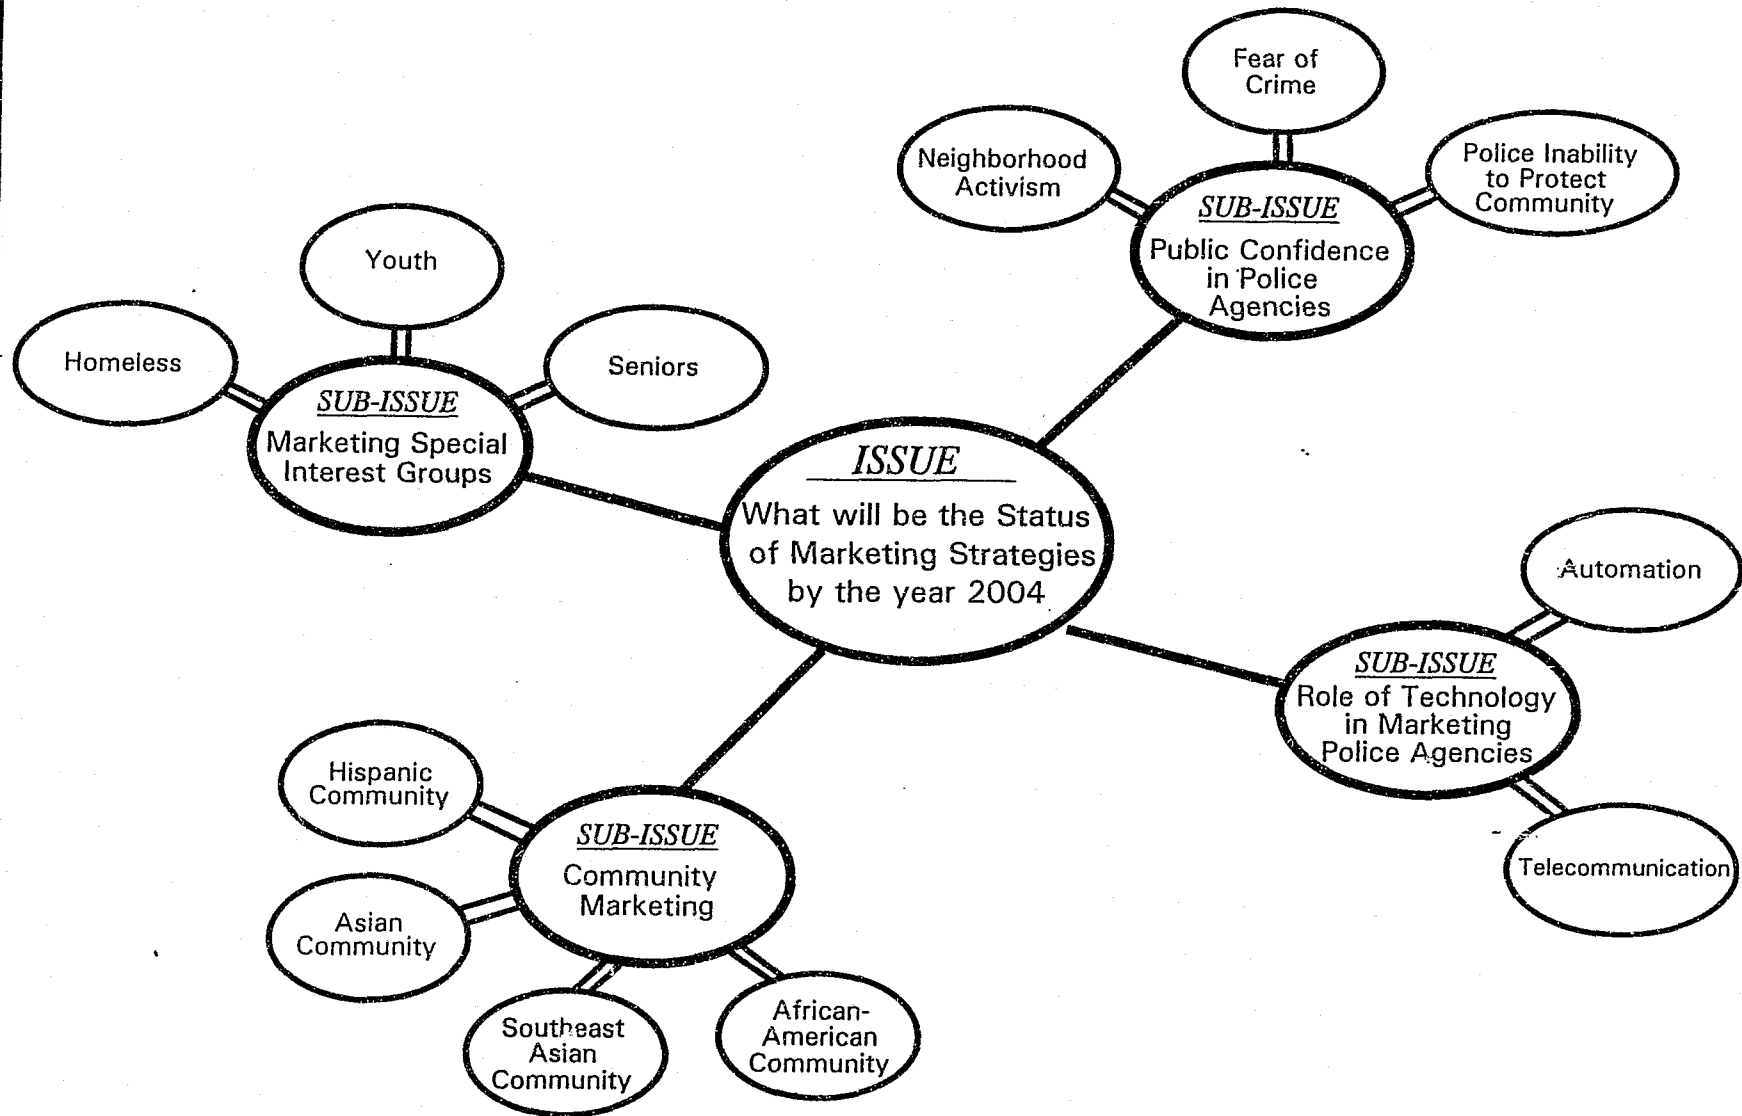 Fear of
Crime
Neighborhood
Activism
Police Inability
to Protect
Community
SUB-ISSUE
Public Confidence
in Police
Agencies
Youth
Homeless
Seniors
SUB-ISSUE
Marketing Special
Interest Groups
ISSUE
What will be the Status
of Marketing Strategies
by the year 2004
Automation
SUB-ISSUE
Role of Technology
in Marketing
Police Agencies
Telecommunication
Hispanic
Community
SUB-ISSUE
Community
Marketing
Asian
Community
Southeast
Asian
Community
African-
American
Community